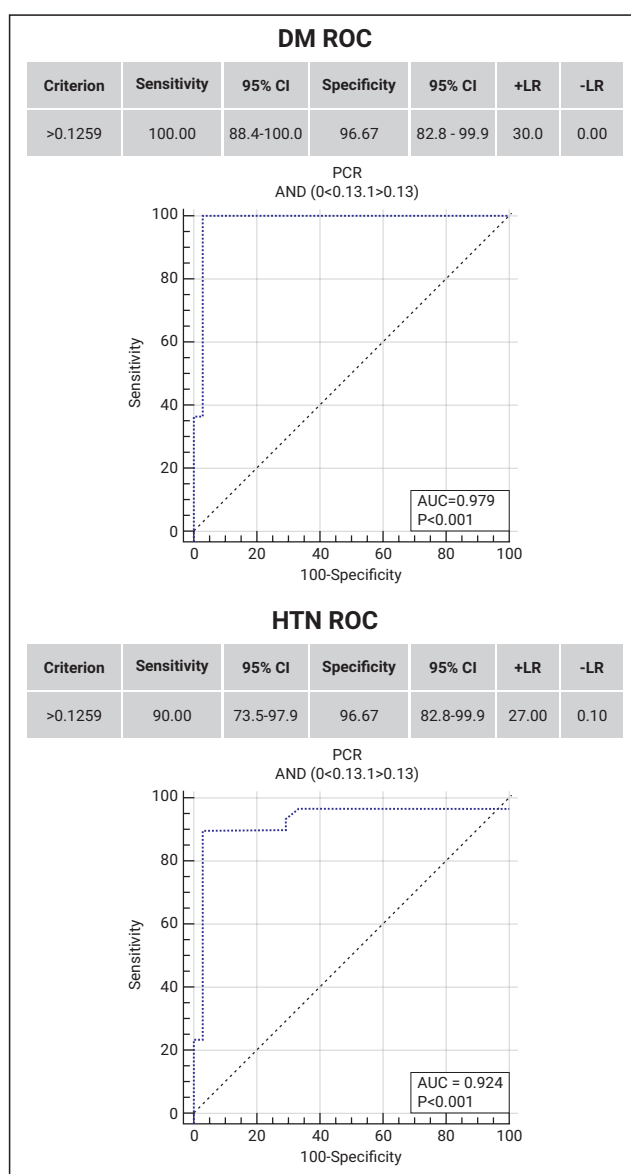 DM ROC
Criterion Sensitivity 95% CI Specificity 95% CI +LR -LR
>0.1259 100.00 88.4-100.0 96.67 82.8 - 99.9 30.0 0.00
PCR
AND (0<0.13.1>0.13)
100
80
60
40
20
0
Sensitivity
AUC=0.979
P<0.001
0 20 40 60 80 100
100-Specificity
HTN ROC
Criterion Sensitivity 95% CI Specificity 95% CI +LR -LR
>0.1259 90.00 73.5-97.9 96.67 82.8-99.9 27.00 0.10
PCR
AND (0<0.13.1>0.13)
100
80
60
40
20
0
Sensitivity
AUC = 0.924
P<0.001
0 20 40 60 80 100
100-Specificity